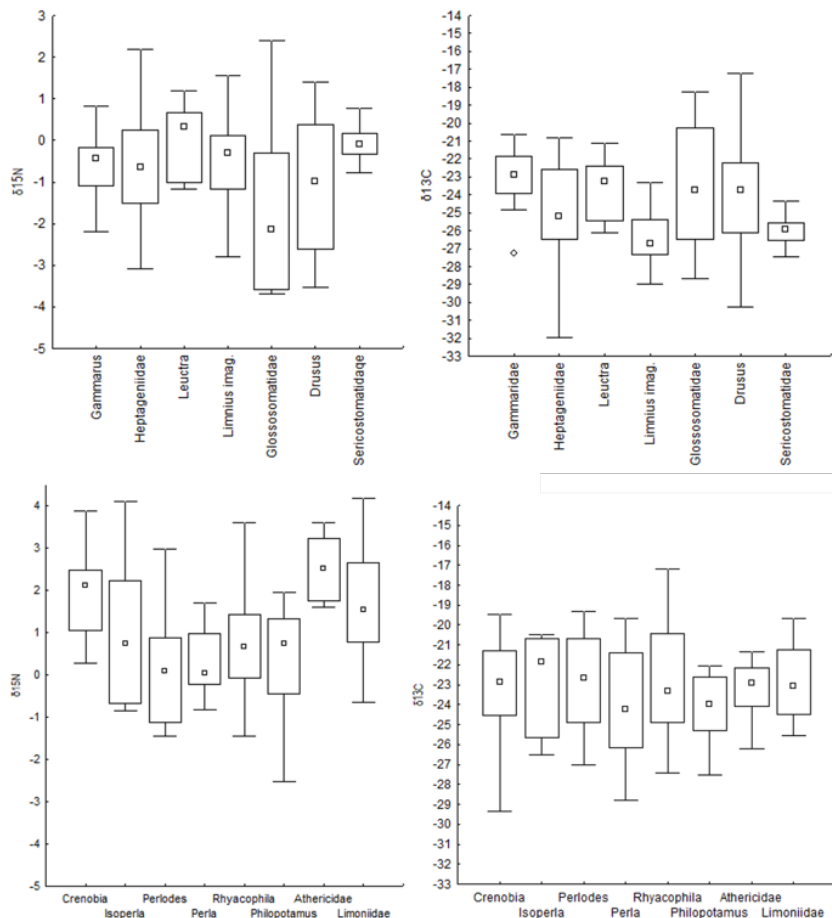 3
2
1
0
-1
-2
-3
-4
-5
δ15N
Gammarus
Heptageniidae
Leuctra
Limnius imag.
Glossosomatidae
Drusus
Sericostomatidaqe
-14
-15
-16
-17
-18
-19
-20
-21
-22
-23
-24
-25
-26
-27
-28
-29
-30
-31
-32
-33
δ13C
Gammaridae
Heptageniidae
Leuctra
Limnius imag.
Glossosomatidae
Drusus
Sericostomatidae
4
3
2
1
0
-1
-2
-3
-4
-5
δ15N
Crenobia Perlodes Rhyacophila Athericidae
Isoperla Perla Philopotamus Limoniidae
-14
-15
-16
-17
-18
-19
-20
-21
-22
-23
-24
-25
-26
-27
-28
-29
-30
-31
-32
-33
δ13C
Crenobia Perlodes Rhyacophila Athericidae
Isoperla Perla Philopotamus Limoniidae